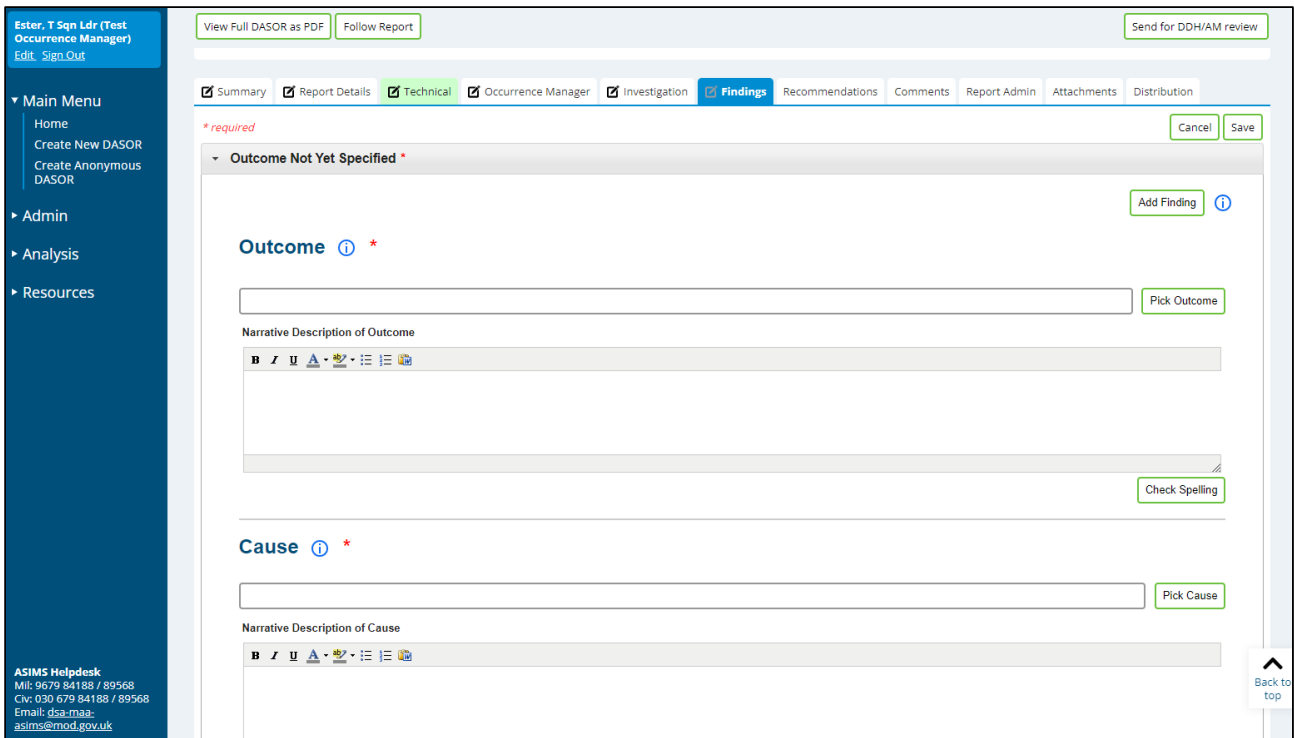 Ester, T Sqn Ldr (Test
Occurrence Manager)
Edit Sign Out
Main Menu
Home
Create New DASOR
Create Anonymous
DASOR
Admin
Analysis
Resources
ASIMS Helpdesk
Mil: 9679 84188 / 89568
Civ: 030 679 84188 / 89568
Email: dsa-maa-
asims@mod.gov.uk
View Full DASOR as PDF Follow Report Send for DDH/AM review
Summary Report Details Technical Occurrence Manager Investigation Findings Recommendations Comments Report Admin Attachments Distribution
* required Cancel Save
Outcome Not Yet Specified *
Add Finding
Outcome *
Pick Outcome
Narrative Description of Outcome
B I U A ab
Check Spelling
Cause *
Pick Cause
Narrative Description of Cause
B I U A ab
Back to
top